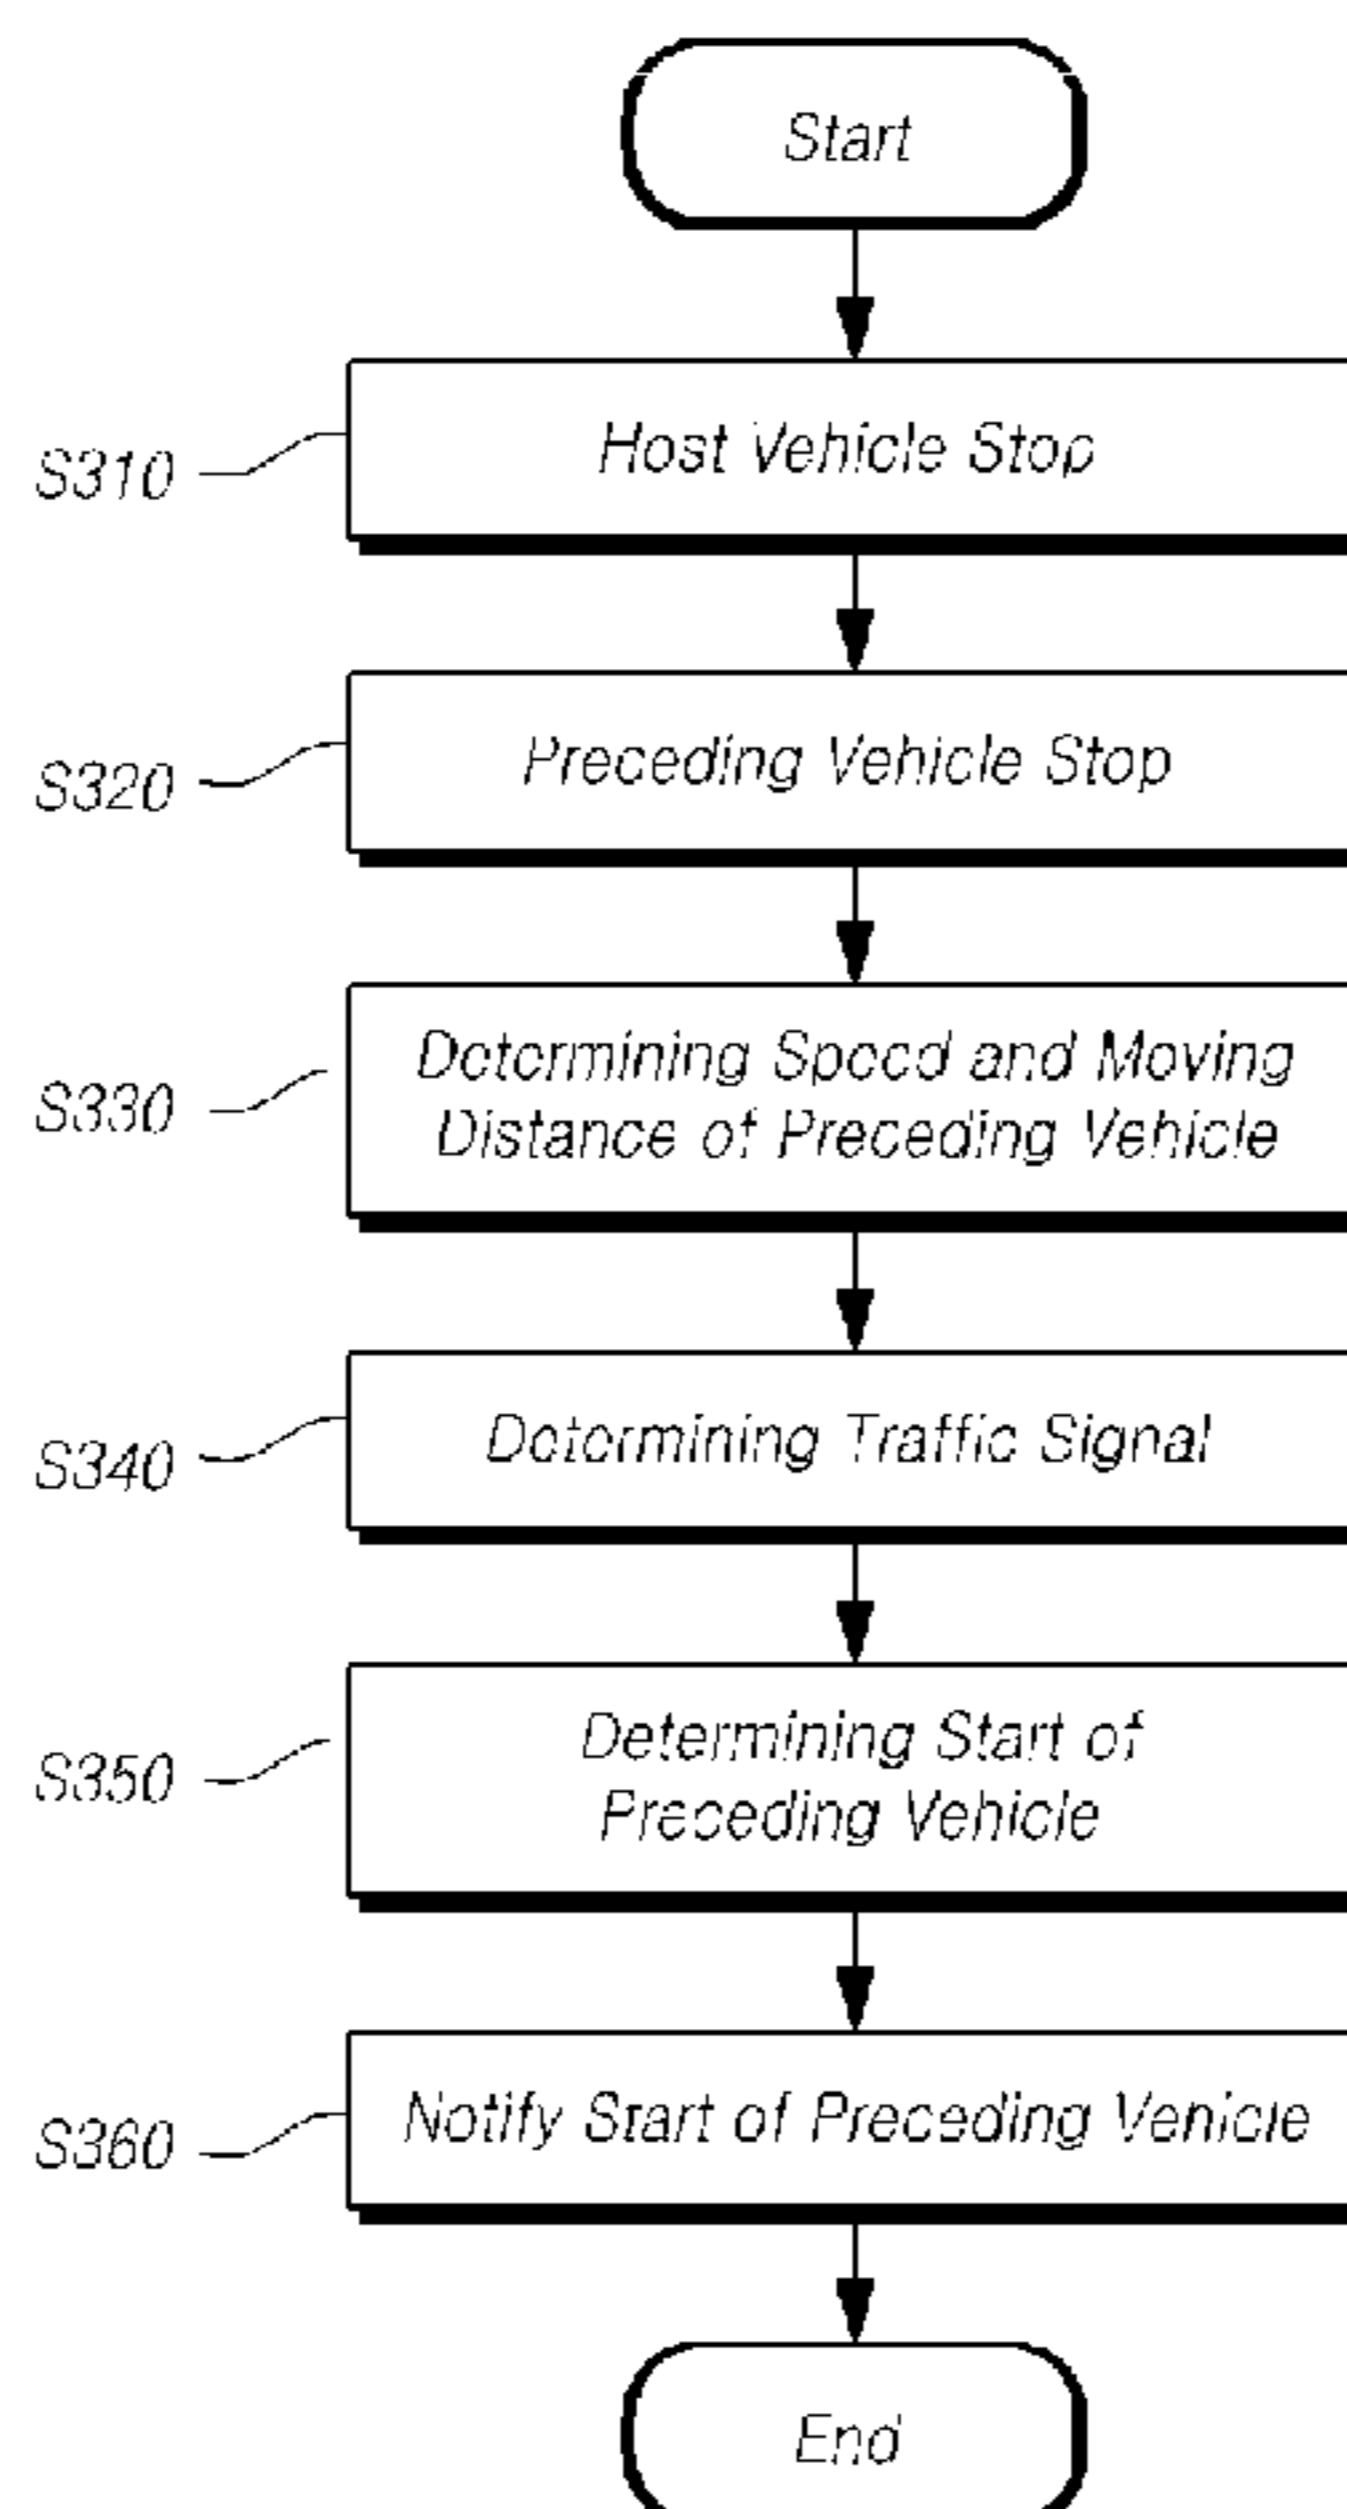 Start
S310
Host Vehicle Stop
S320
Preceding Vehicle Stop
S330
Determining Speed and Moving
Distance of Preceding Vehicle
S340
Determining Traffic Signal
S350
Determining Start of
Preceding Vehicle
S360
Notify Start of Preceding Vehicle
End